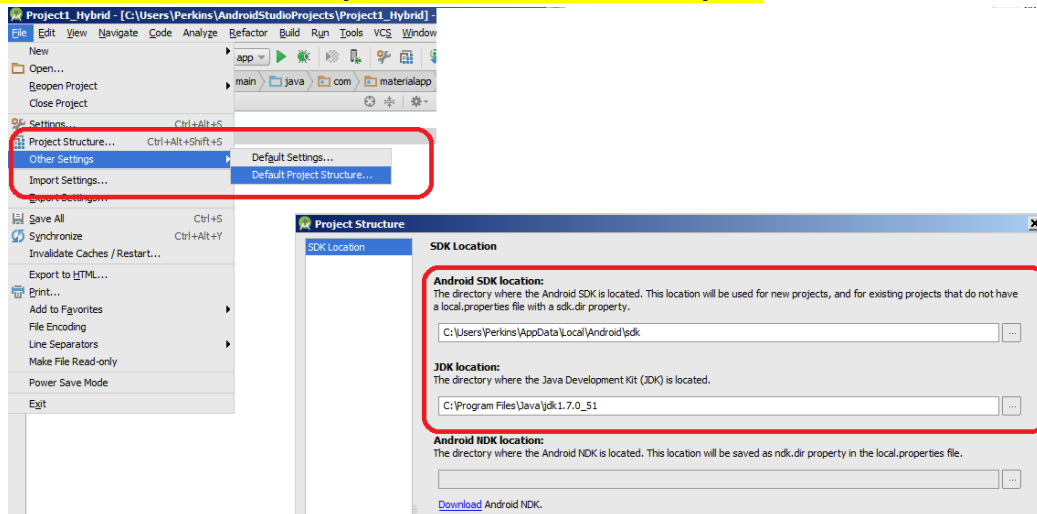 Project1_Hybrid - [C:\Users\Perkins\AndroidStudioProjects\Project1_Hybrid] -
File Edit View Navigate Code Analyze Refactor Build Run Tools VCS Window
New
app
Open...
Reopen Project
main java com materialapp
Close Project
Settings... Ctrl+Alt+S
Project Structure... Ctrl+Alt+Shift+S
Other Settings
Default Settings...
Default Project Structure...
Import Settings...
Export Settings...
Save All Ctrl+S
Synchronize Ctrl+Alt+Y
Invalidate Caches / Restart...
Export to HTML...
Print...
Add to Favorites
File Encoding
Line Separators
Make File Read-only
Power Save Mode
Exit
Project Structure
SDK Location
SDK Location
Android SDK location:
The directory where the Android SDK is located. This location will be used for new projects, and for existing projects that do not have
a local.properties file with a sdk.dir property.
C:\Users\Perkins\AppData\Local\Android\sdk
...
JDK location:
The directory where the Java Development Kit (JDK) is located.
C:\Program Files\Java\jdk1.7.0_51
...
Android NDK location:
The directory where the Android NDK is located. This location will be saved as ndk.dir property in the local.properties file.
...
Download Android NDK.